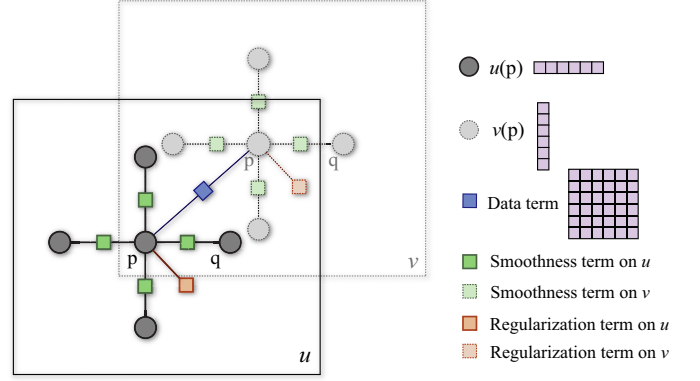 p
q
v
p
q
u
u(p)
v(p)
Data term
Smoothness term on u
Smoothness term on v
Regularization term on u
Regularization term on v